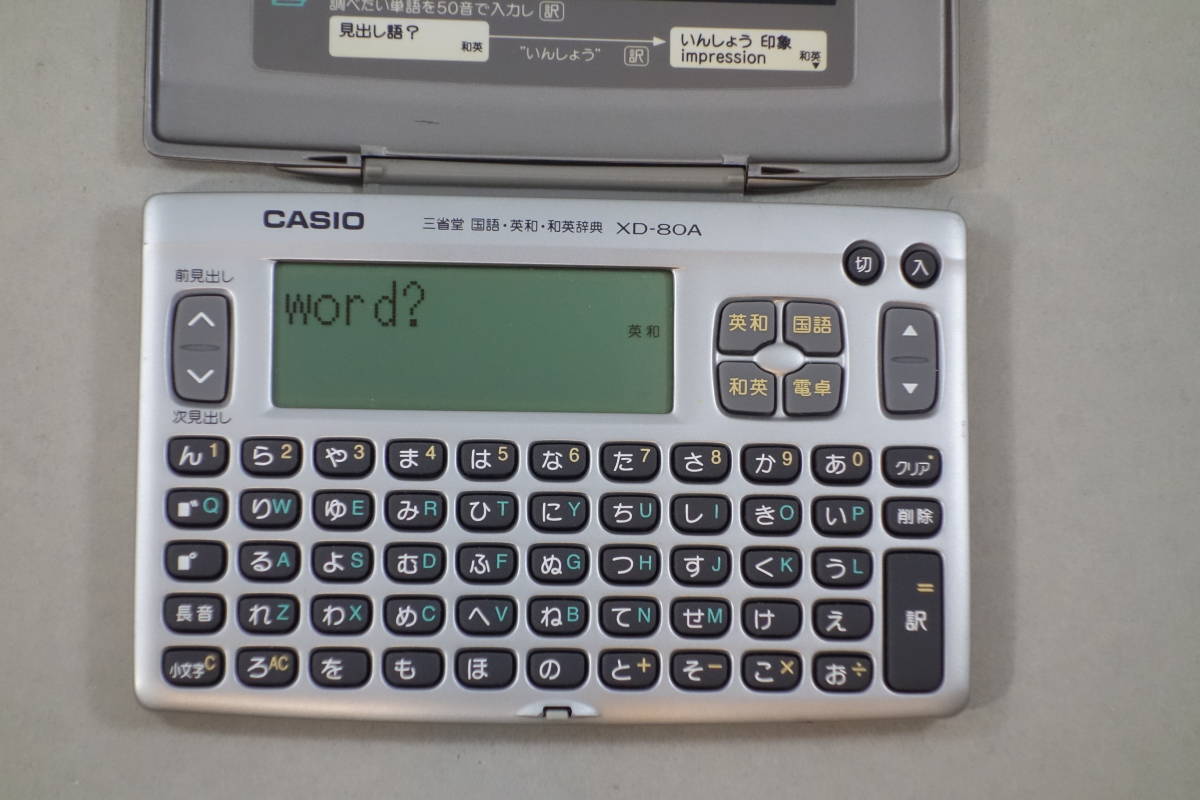 調べたい単語を50音で入力し 訳
見出し語? 和英
"いんしょう" 訳
いんしょう 印象
impression 和英
CASIO 三省堂 国語・英和・和英辞典 XD-80A
切 入
前見出し
次見出し
word?
英和
英和 国語
和英 電卓
ん1 ら2 や3 ま4 は5 な6 た7 さ8 か9 あ0 クリア·
゛Q りW ゆE みR ひT にY ちU しI きO いP 削除
゜ るA よS むD ふF ぬG つH すJ くK うL
長音 れZ わX めC へV ねB てN せM け え = 訳
小文字C ろAC を も ほ の と+ そ− こ× お÷